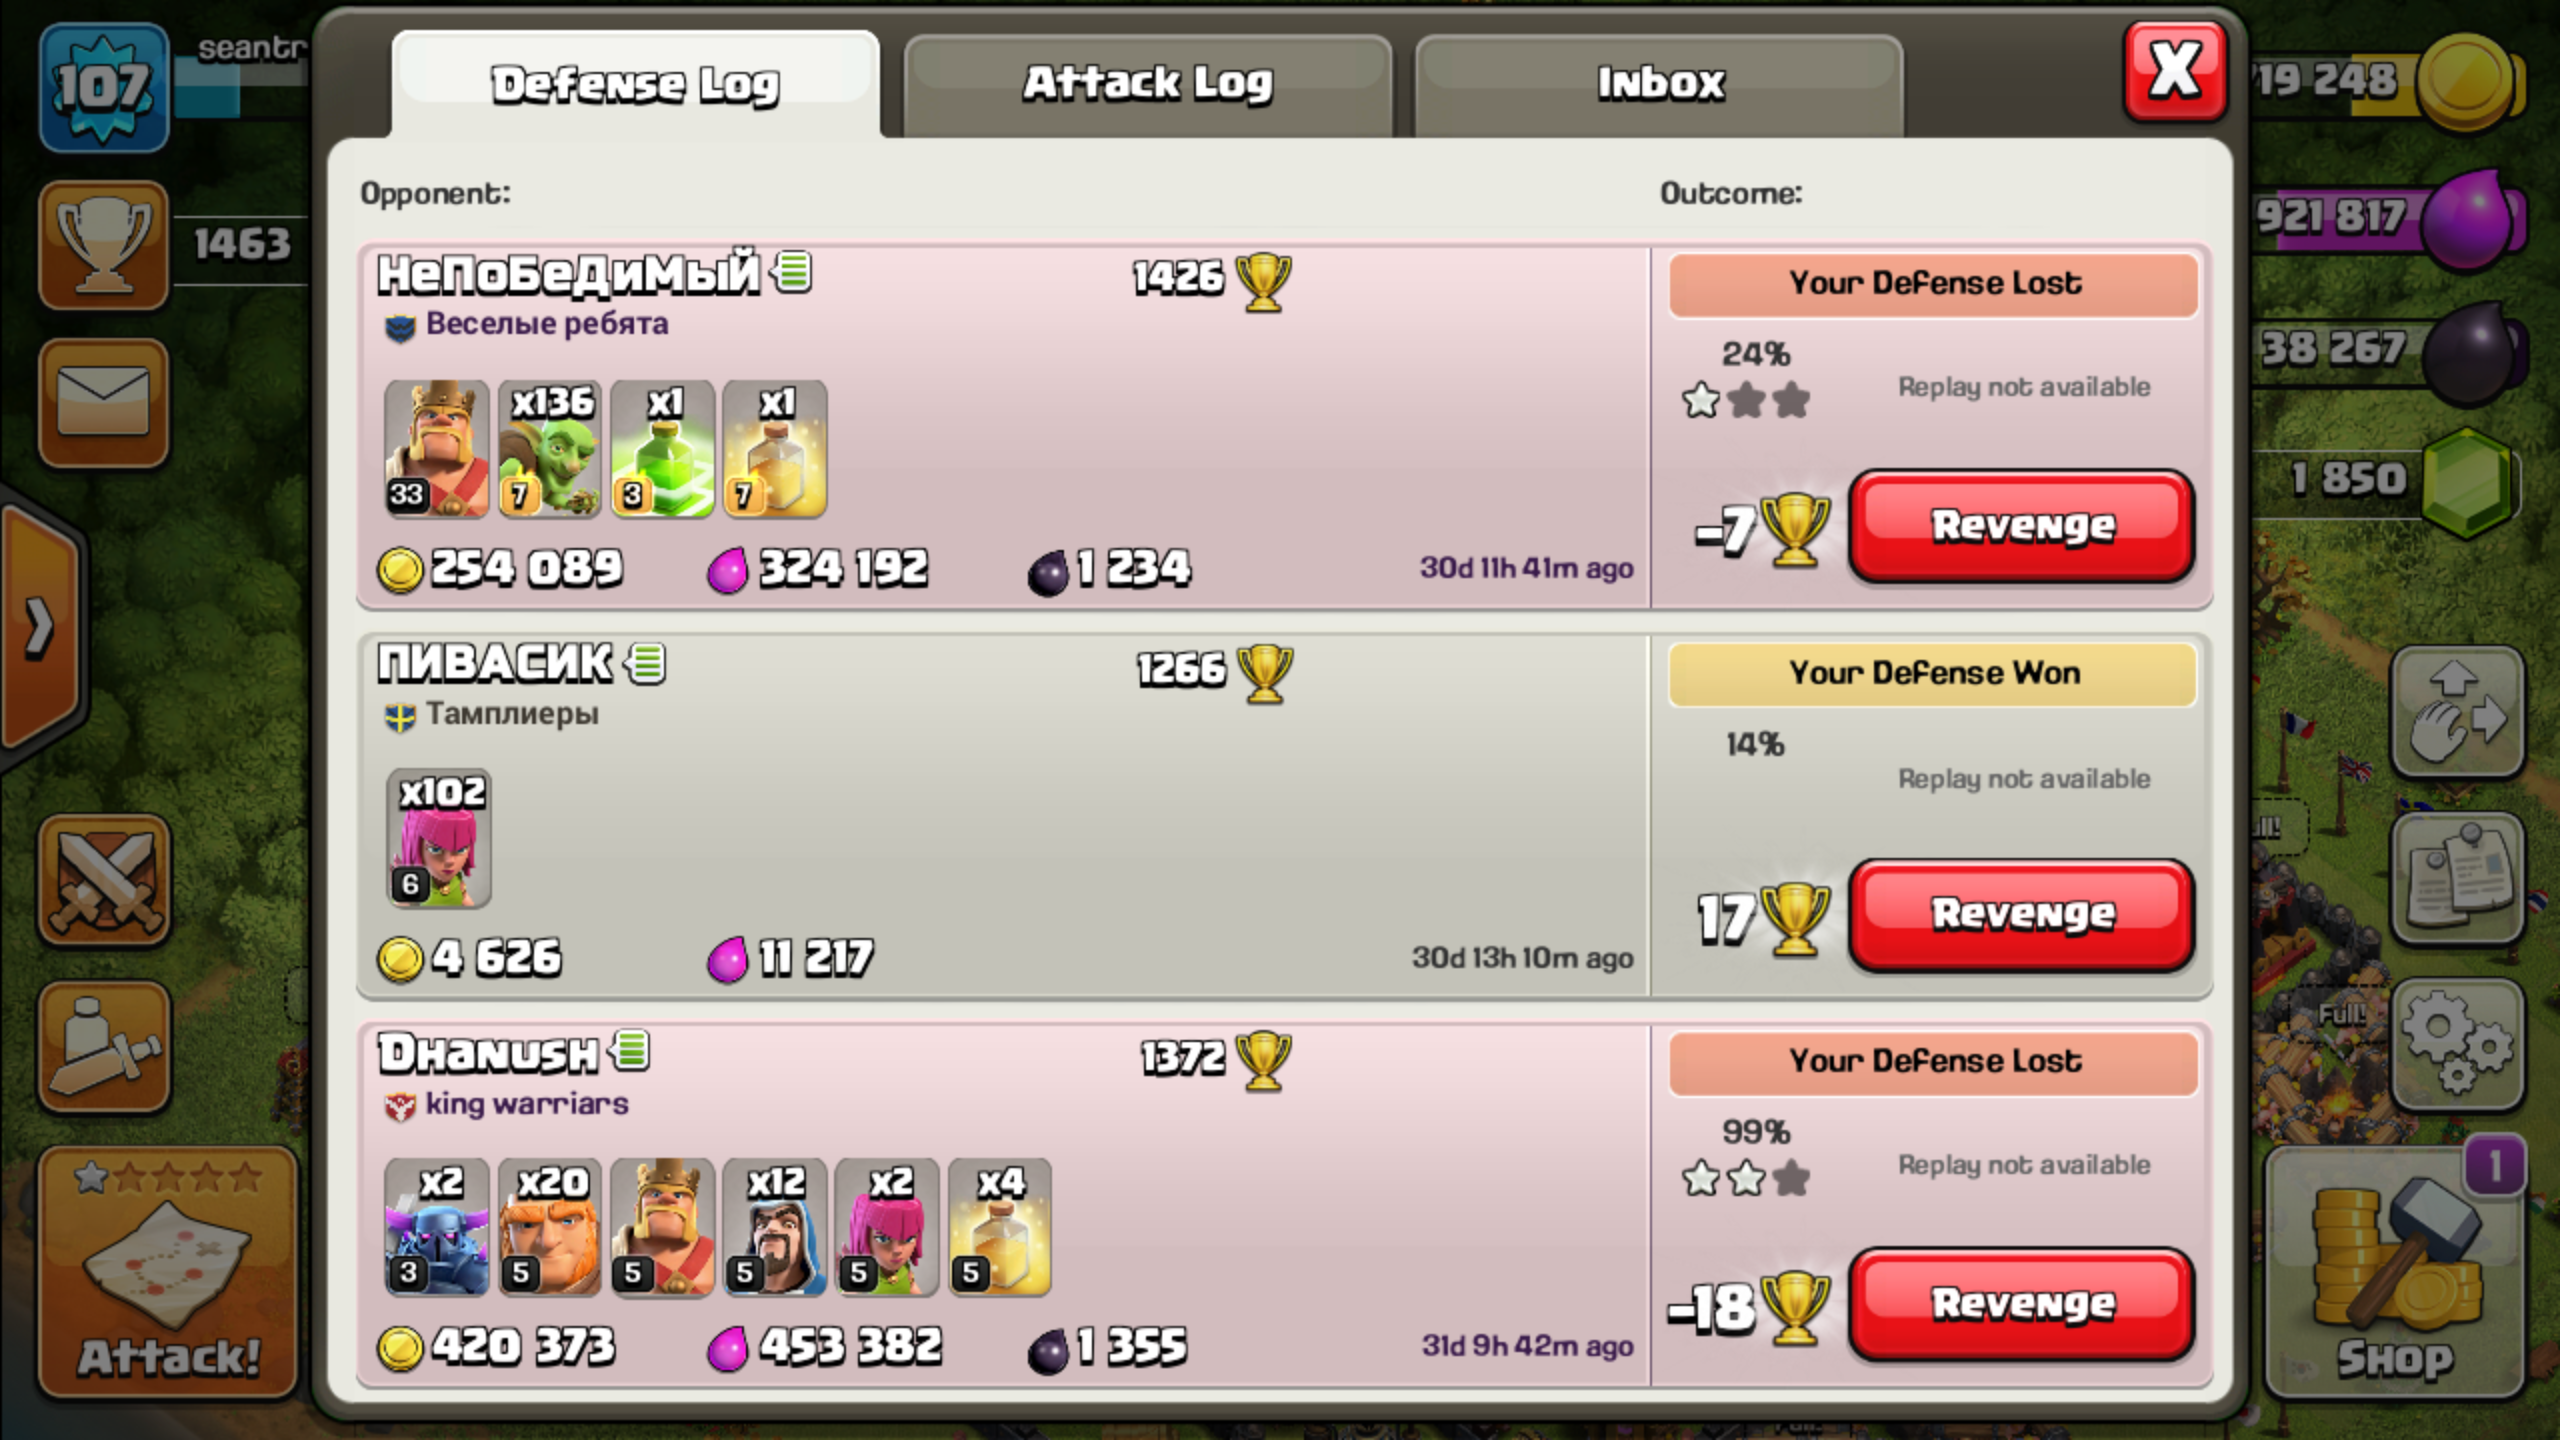 107
seantr
1463
Defense Log
Attack Log
Inbox
X
19 248
921 817
38 267
1 850
Opponent:
Outcome:
НеПоБеДиМый
1426
Веселые ребята
x136
x1
x1
33
7
3
7
254 089
324 192
1 234
30d 11h 41m ago
Your Defense Lost
24%
Replay not available
-7
Revenge
ПИВАСИК
1266
Тамплиеры
x102
6
4 626
11 217
30d 13h 10m ago
Your Defense Won
14%
Replay not available
17
Revenge
Dhanush
1372
king warriars
x2
x20
x12
x2
x4
3
5
5
5
5
5
420 373
453 382
1 355
31d 9h 42m ago
Your Defense Lost
99%
Replay not available
-18
Revenge
Attack!
Full!
1
Shop